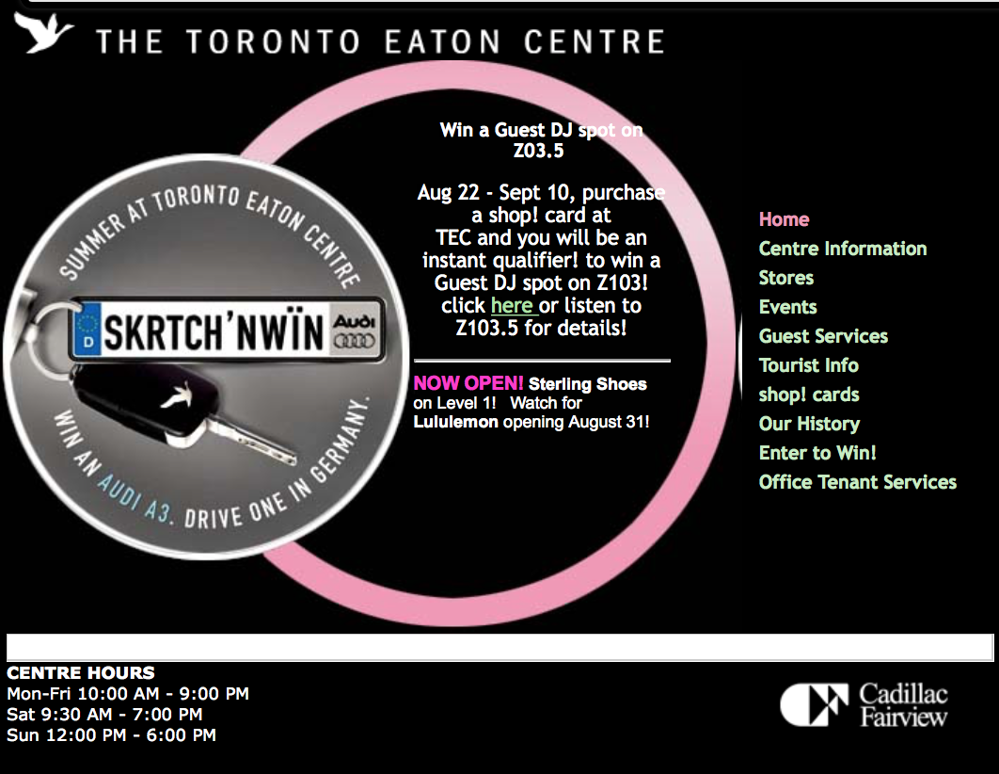 THE TORONTO EATON CENTRE
SUMMER AT TORONTO EATON CENTRE
D
SKRTCH'NWÏN
Audi
WIN AN AUDI A3. DRIVE ONE IN GERMANY.
Win a Guest DJ spot on
Z03.5
Aug 22 - Sept 10, purchase
a shop! card at
TEC and you will be an
instant qualifier! to win a
Guest DJ spot on Z103!
click here or listen to
Z103.5 for details!
NOW OPEN! Sterling Shoes
on Level 1! Watch for
Lululemon opening August 31!
Home
Centre Information
Stores
Events
Guest Services
Tourist Info
shop! cards
Our History
Enter to Win!
Office Tenant Services
CENTRE HOURS
Mon-Fri 10:00 AM - 9:00 PM
Sat 9:30 AM - 7:00 PM
Sun 12:00 PM - 6:00 PM
Cadillac
Fairview